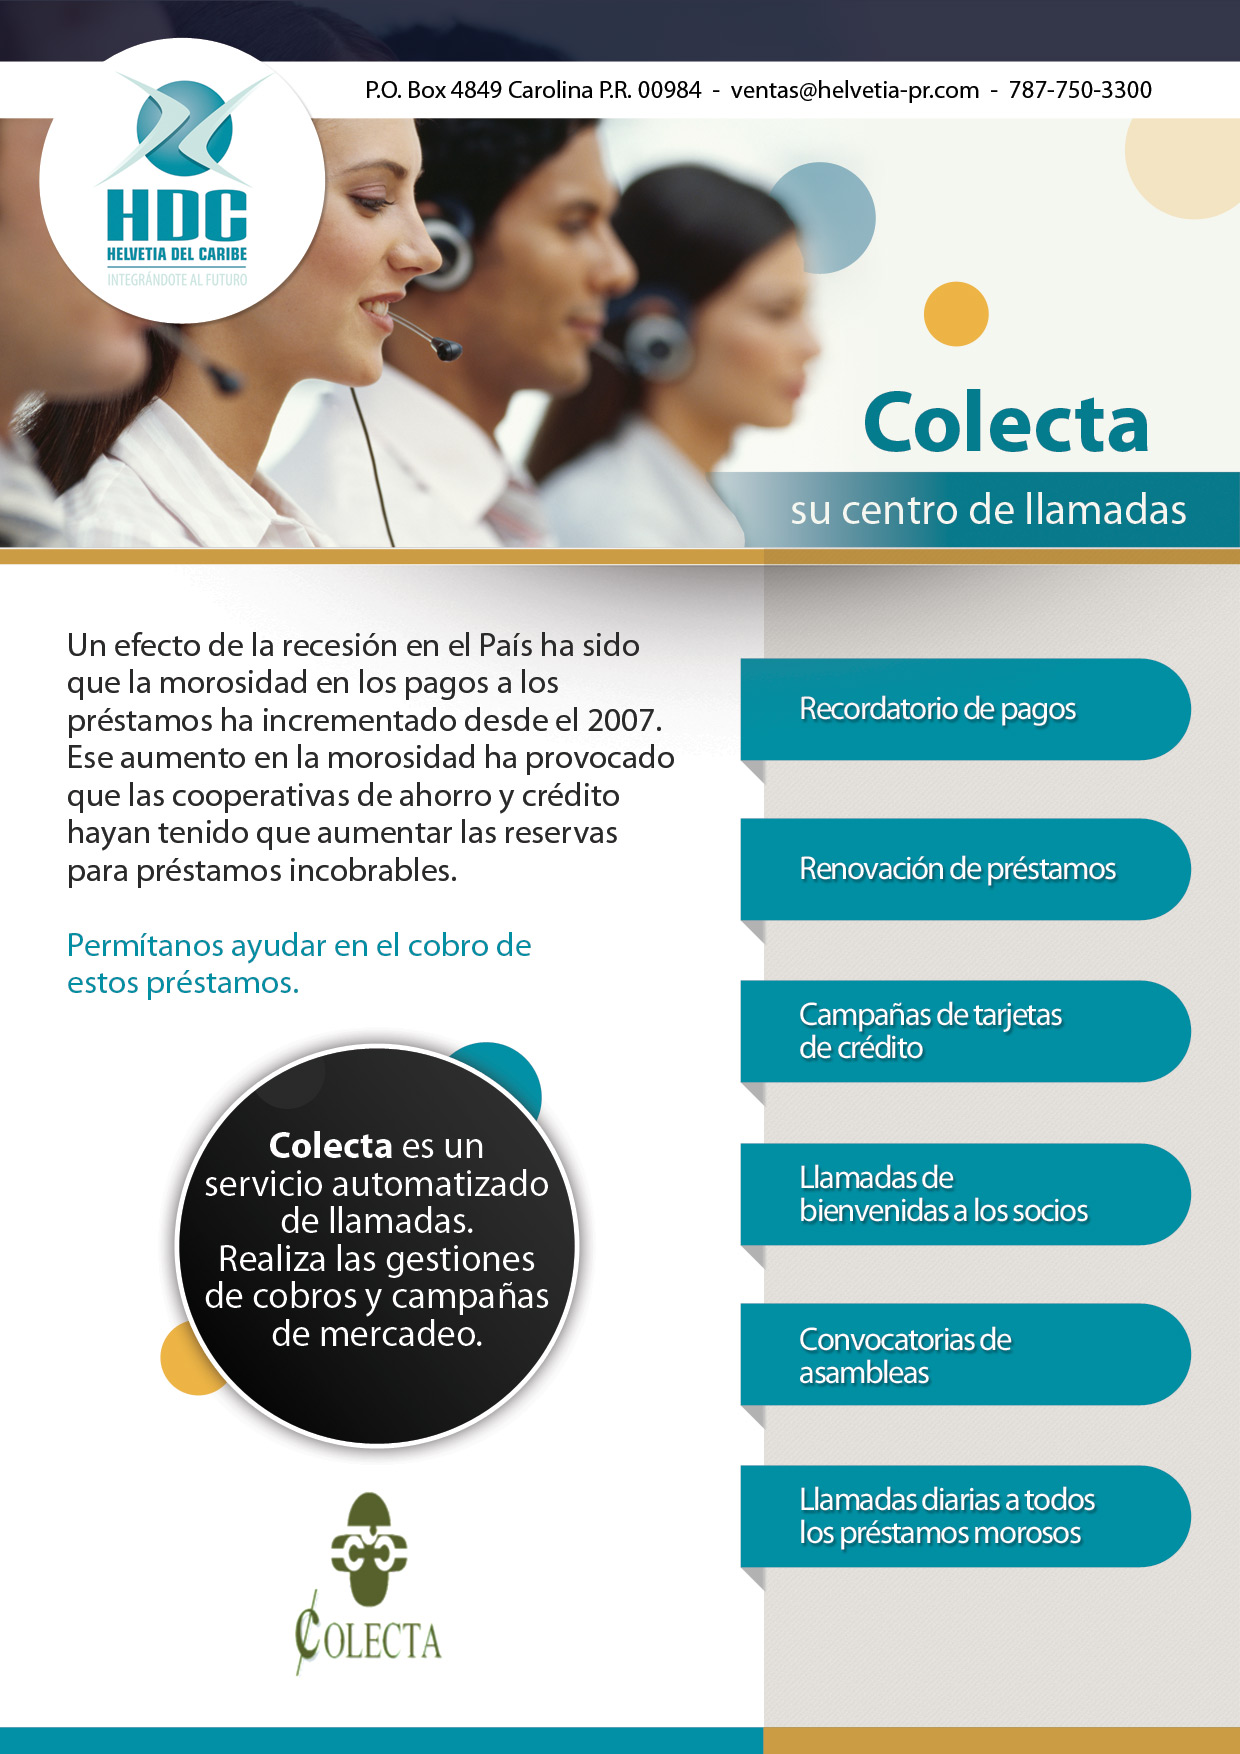 P.O. Box 4849 Carolina P.R. 00984 - ventas@helvetia-pr.com - 787-750-3300
HDC
HELVETIA DEL CARIBE
INTEGRÁNDOTE AL FUTURO
Colecta
su centro de llamadas
Un efecto de la recesión en el País ha sido
que la morosidad en los pagos a los
préstamos ha incrementado desde el 2007.
Ese aumento en la morosidad ha provocado
que las cooperativas de ahorro y crédito
hayan tenido que aumentar las reservas
para préstamos incobrables.
Permítanos ayudar en el cobro de
estos préstamos.
Colecta es un
servicio automatizado
de llamadas.
Realiza las gestiones
de cobros y campañas
de mercadeo.
COLECTA
Recordatorio de pagos
Renovación de préstamos
Campañas de tarjetas
de crédito
Llamadas de
bienvenidas a los socios
Convocatorias de
asambleas
Llamadas diarias a todos
los préstamos morosos